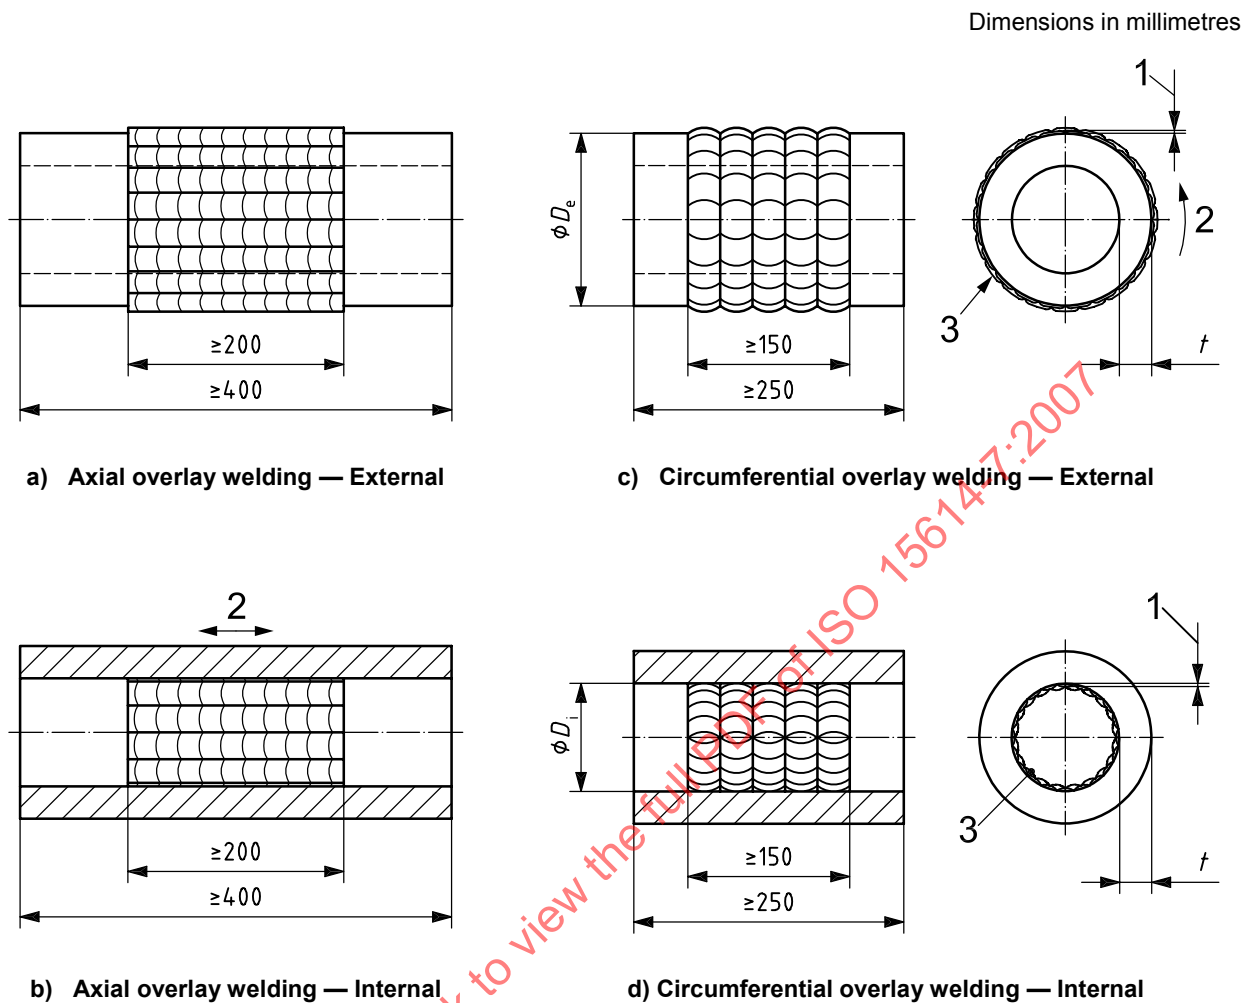 Dimensions in millimetres
1
ϕDe
2
3
t
≥200
≥400
≥150
≥250
a) Axial overlay welding — External
c) Circumferential overlay welding — External
2
1
ϕDi
3
t
≥200
≥400
≥150
≥250
b) Axial overlay welding — Internal
d) Circumferential overlay welding — Internal
to view the full PDF of ISO 15614-7:2007